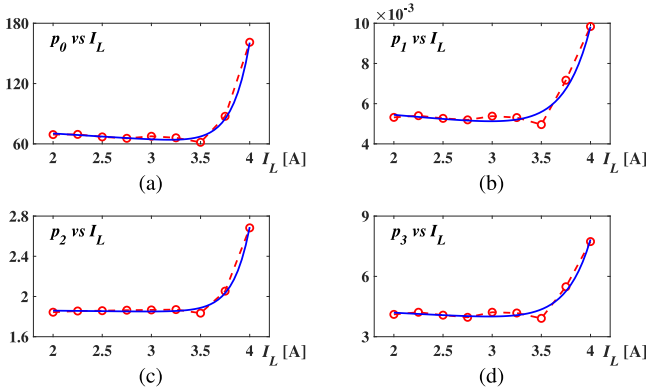 p0 vs IL
180
120
60
2 2.5 3 3.5 4 IL [A]
(a)
×10-3
p1 vs IL
10
8
6
4
2 2.5 3 3.5 4 IL [A]
(b)
p2 vs IL
2.8
2.4
2
1.6
2 2.5 3 3.5 4 IL [A]
(c)
p3 vs IL
9
6
3
2 2.5 3 3.5 4 IL [A]
(d)